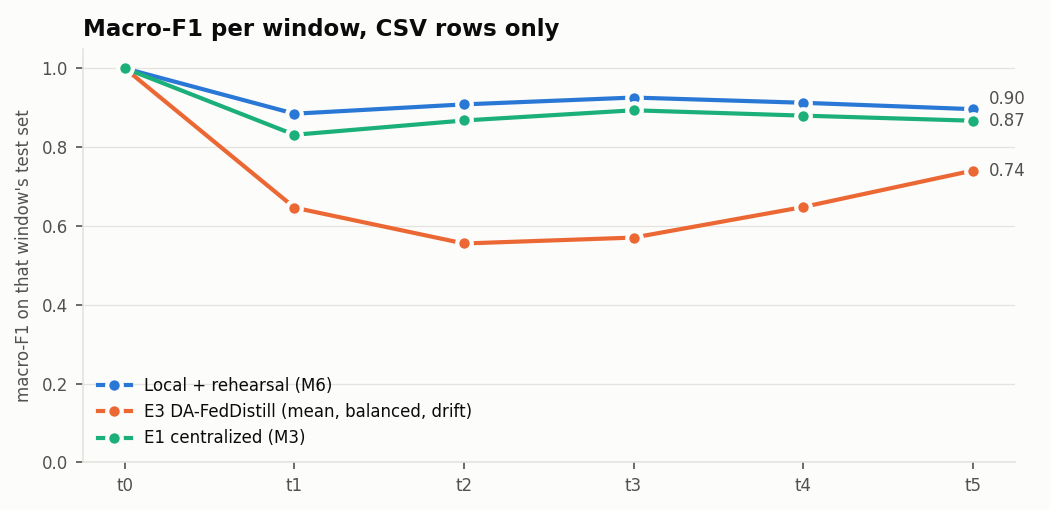 Macro-F1 per window, CSV rows only
macro-F1 on that window's test set
1.0
0.8
0.6
0.4
0.2
0.0
0.90
0.87
0.74
Local + rehearsal (M6)
E3 DA-FedDistill (mean, balanced, drift)
E1 centralized (M3)
t0 t1 t2 t3 t4 t5